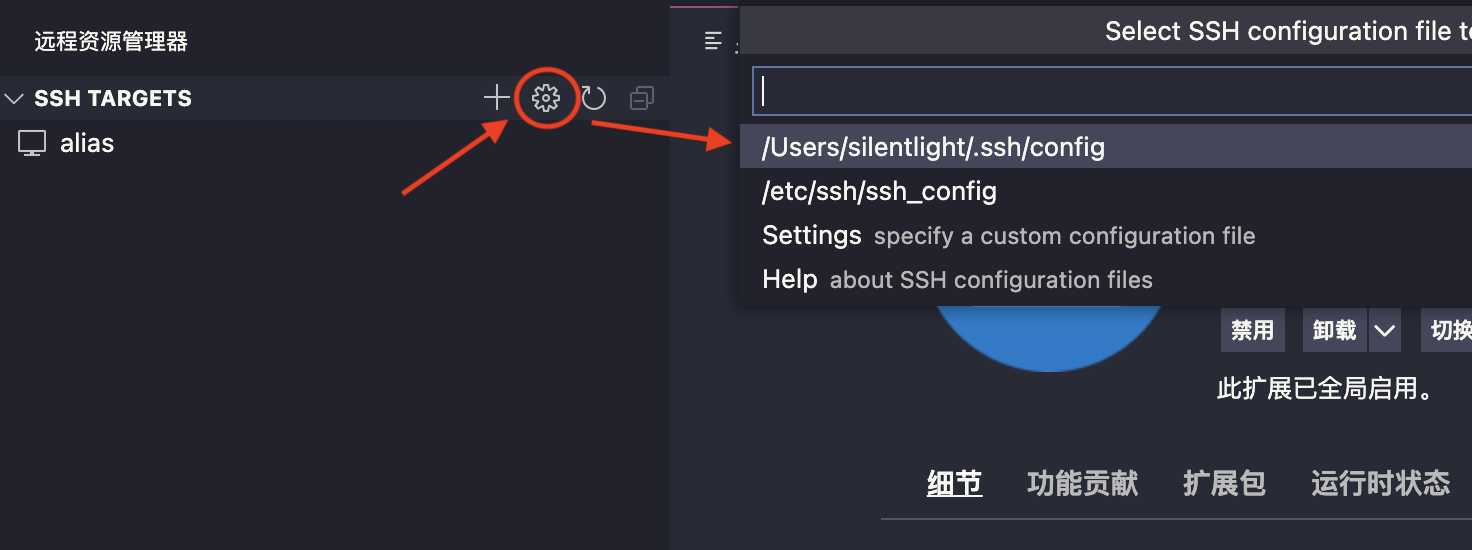 远程资源管理器
SSH TARGETS
alias
Select SSH configuration file
/Users/silentlight/.ssh/config
/etc/ssh/ssh_config
Settings specify a custom configuration file
Help about SSH configuration files
禁用 卸载 切换
此扩展已全局启用。
细节 功能贡献 扩展包 运行时状态